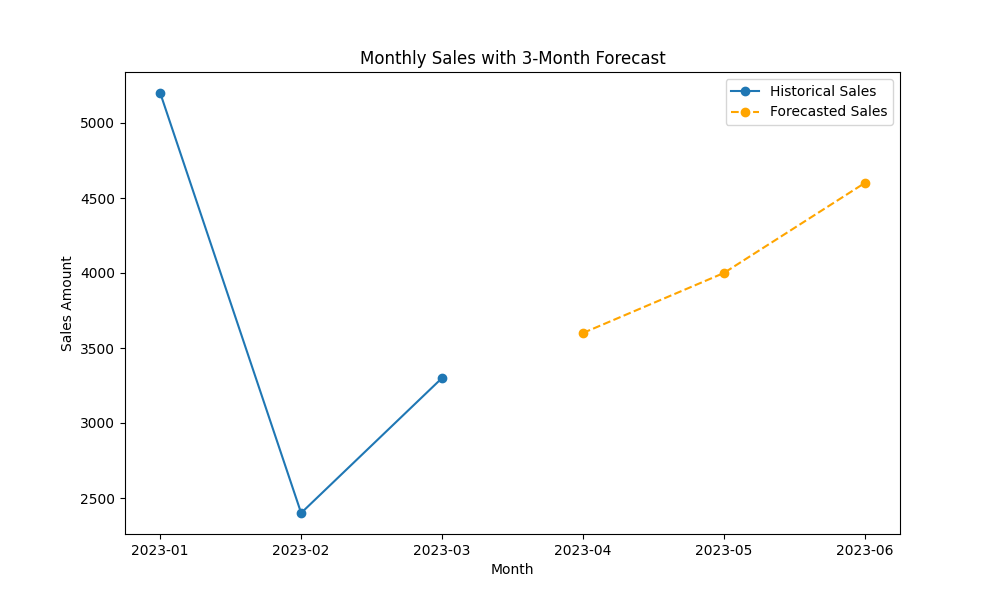 Monthly Sales with 3-Month Forecast
Historical Sales
Forecasted Sales
5000
4500
4000
3500
3000
2500
Sales Amount
2023-01 2023-02 2023-03 2023-04 2023-05 2023-06
Month